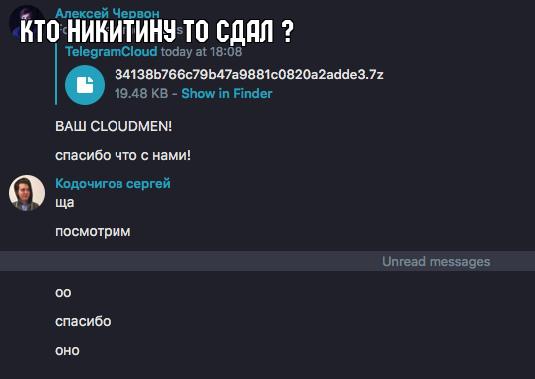 Алексей Червон
КТО НИКИТИНУ ТО СДАЛ ?
TelegramCloud today at 18:08
34138b766c79b47a9881c0820a2adde3.7z
19.48 KB - Show in Finder
ВАШ CLOUDMEN!
спасибо что с нами!
Кодочигов сергей
ща
посмотрим
Unread messages
оо
спасибо
оно